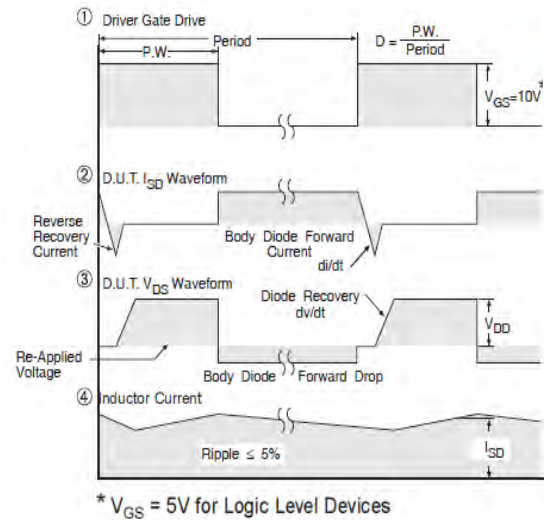 ① Driver Gate Drive
Period
P.W.
D = P.W. / Period
V_GS=10V*
② D.U.T. I_SD Waveform
Reverse
Recovery
Current
Body Diode Forward
Current
di/dt
③ D.U.T. V_DS Waveform
Diode Recovery
dv/dt
V_DD
Re-Applied
Voltage
Body Diode Forward Drop
④ Inductor Current
Ripple ≤ 5%
I_SD
* V_GS = 5V for Logic Level Devices